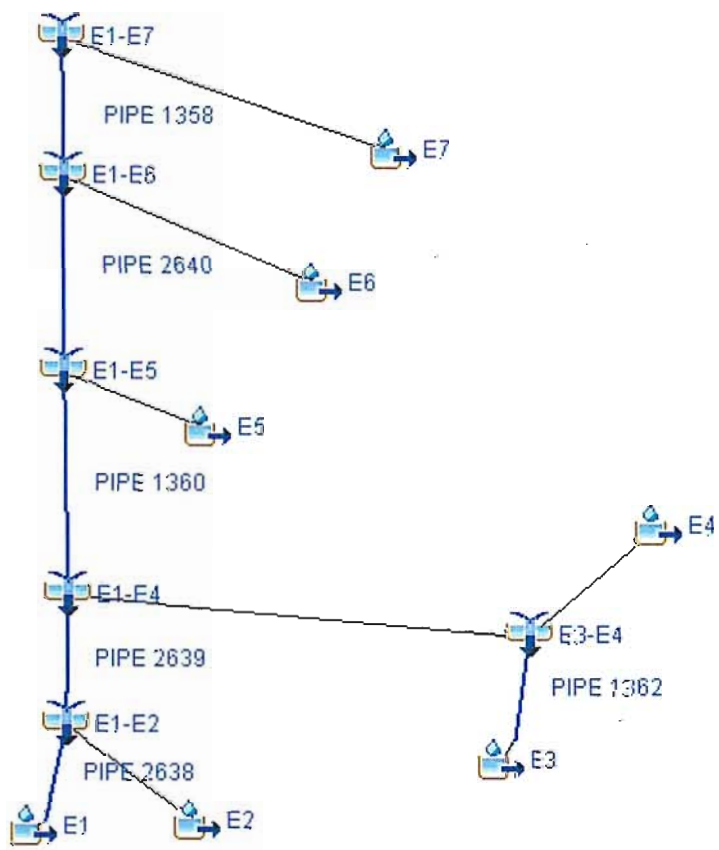 E1-E7
PIPE 1358
E7
E1-E6
PIPE 2640
E6
E1-E5
E5
PIPE 1360
E4
E1-E4
E3-E4
PIPE 2639
PIPE 1362
E1-E2
E3
PIPE 2638
E1
E2